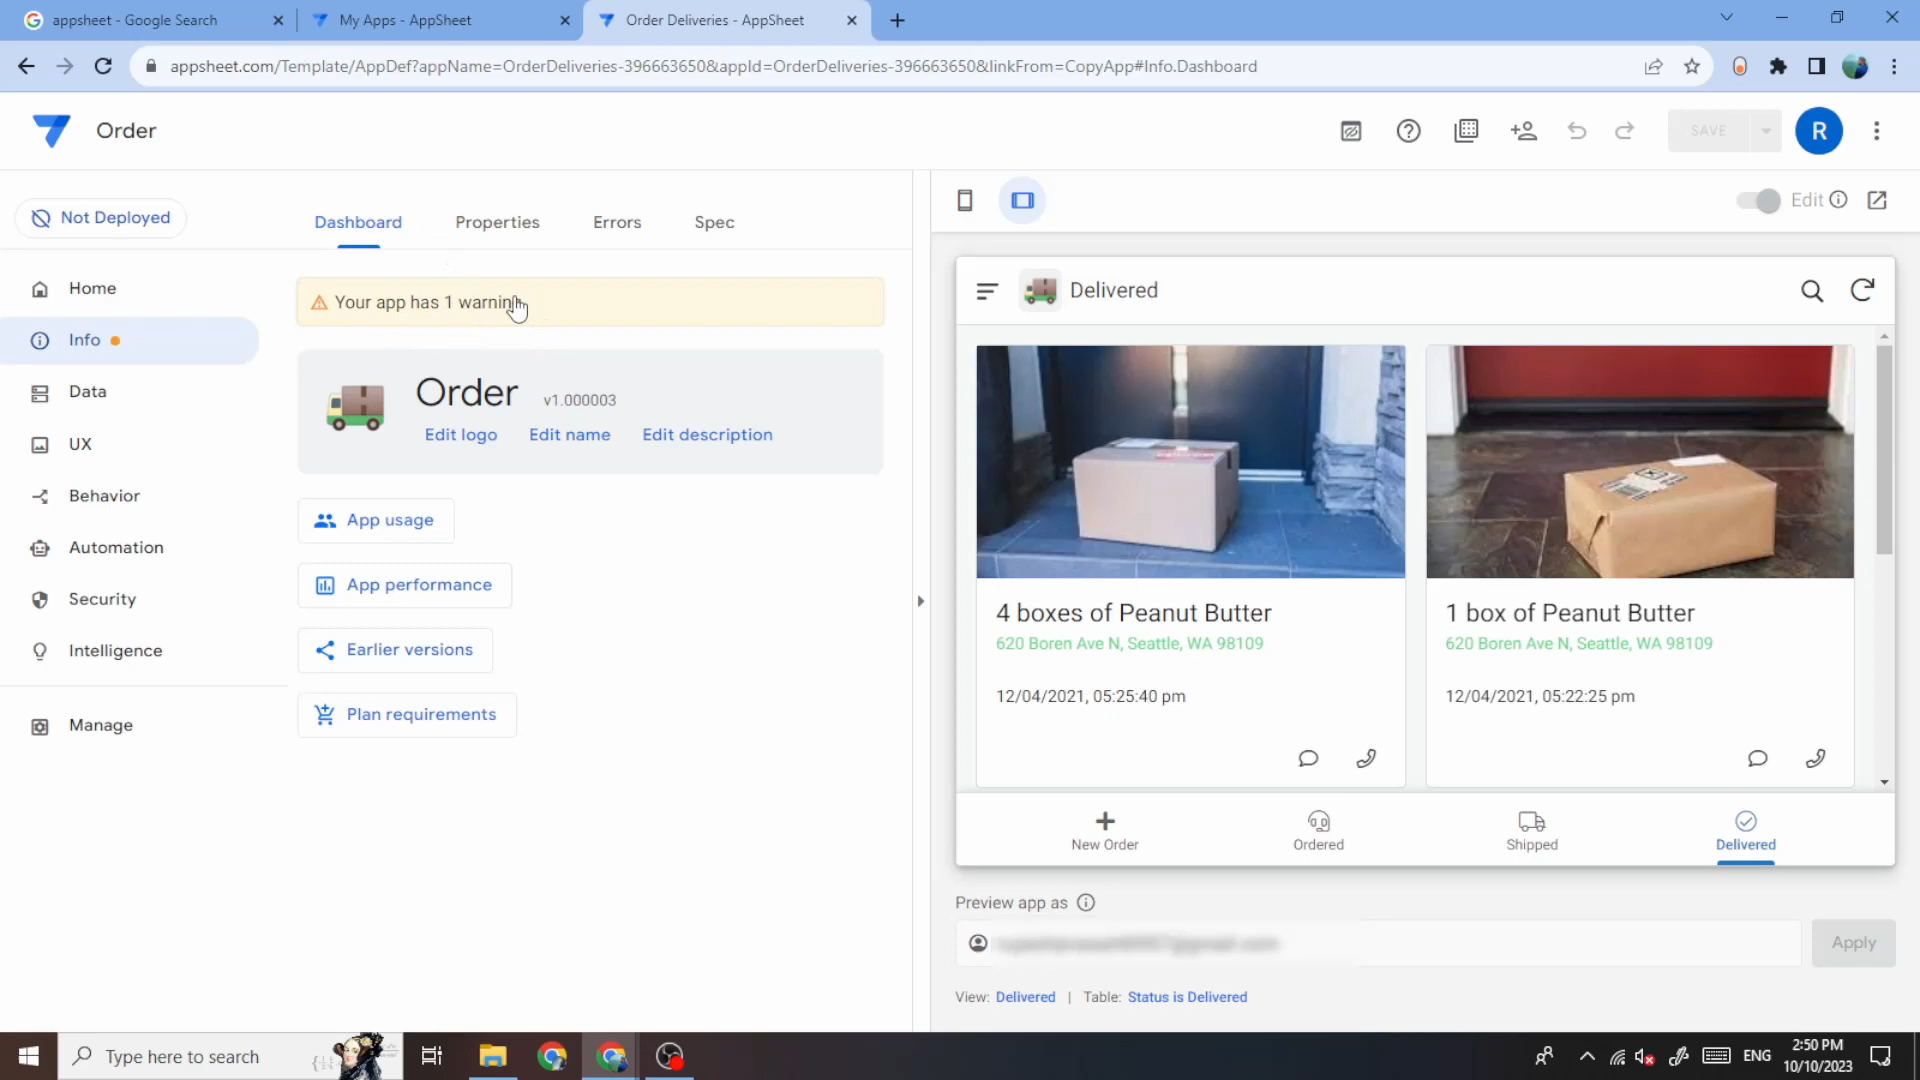 appsheet - Google Search
My Apps - AppSheet
Order Deliveries - AppSheet
appsheet.com/Template/AppDef?appName=OrderDeliveries-396663650&appId=OrderDeliveries-396663650&linkFrom=CopyApp#Info.Dashboard
Order
SAVE
R
Not Deployed
Dashboard
Properties
Errors
Spec
Edit
Home
Info
Data
UX
Behavior
Automation
Security
Intelligence
Manage
Your app has 1 warning
Order
v1.000003
Edit logo
Edit name
Edit description
App usage
App performance
Earlier versions
Plan requirements
Delivered
4 boxes of Peanut Butter
620 Boren Ave N, Seattle, WA 98109
12/04/2021, 05:25:40 pm
1 box of Peanut Butter
620 Boren Ave N, Seattle, WA 98109
12/04/2021, 05:22:25 pm
New Order
Ordered
Shipped
Delivered
Preview app as
Apply
View: Delivered | Table: Status is Delivered
Type here to search
ENG
2:50 PM
10/10/2023